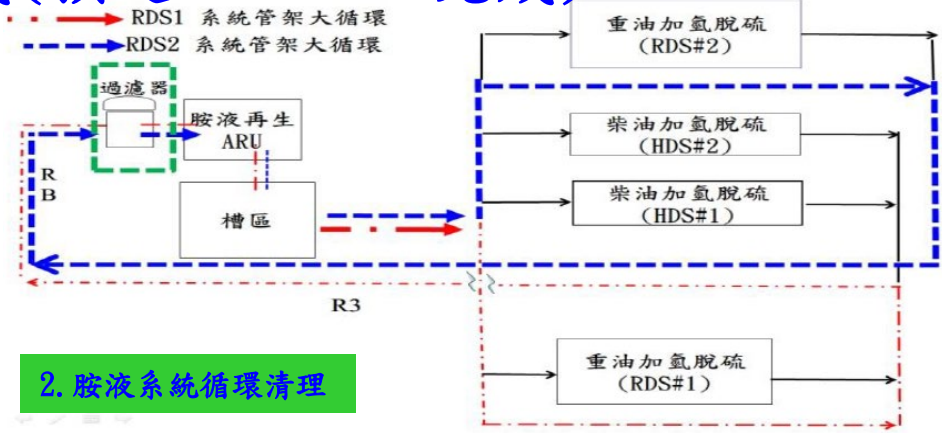 RDS1 系統管架大循環
RDS2 系統管架大循環
重油加氫脫硫
(RDS#2)
過濾器
胺液再生
ARU
柴油加氫脫硫
(HDS#2)
R
B
柴油加氫脫硫
(HDS#1)
槽區
R3
重油加氫脫硫
(RDS#1)
2.胺液系統循環清理